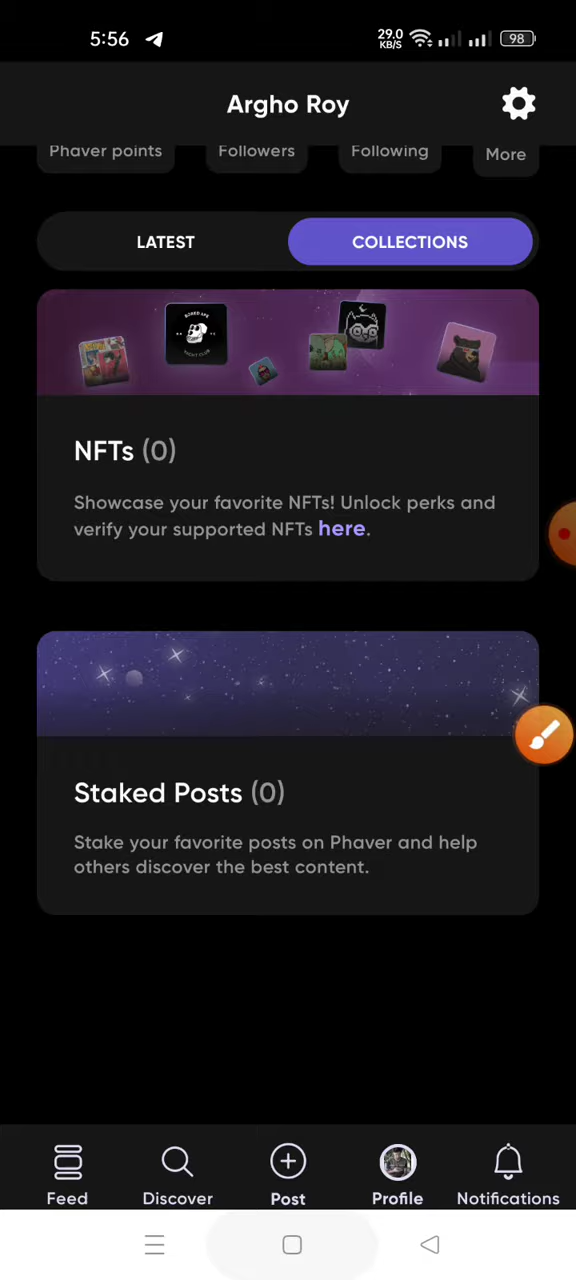 5:56
29.0
KB/S
98
Argho Roy
Phaver points
Followers
Following
More
LATEST
COLLECTIONS
NFTs (0)
Showcase your favorite NFTs! Unlock perks and
verify your supported NFTs here.
Staked Posts (0)
Stake your favorite posts on Phaver and help
others discover the best content.
Feed
Discover
Post
Profile
Notifications